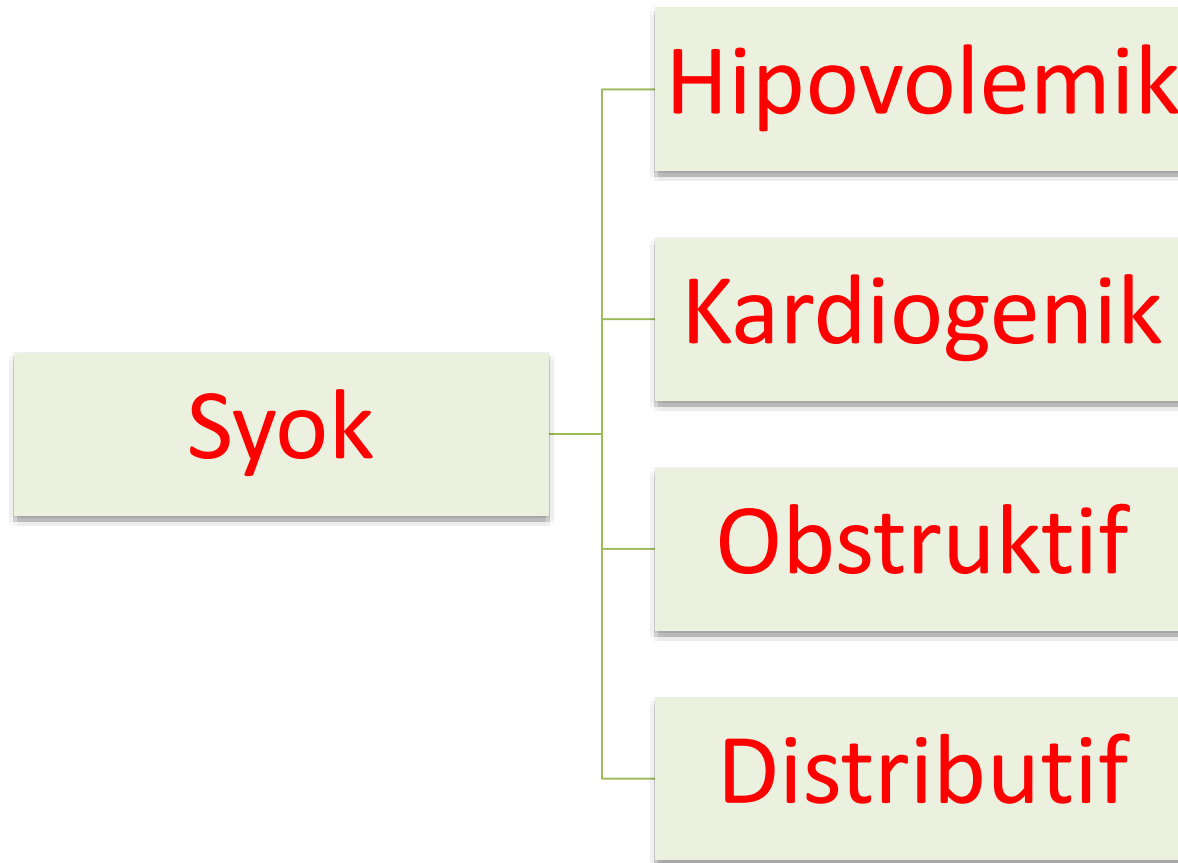 Hipovolemik
Kardiogenik
Syok
Obstruktif
Distributif